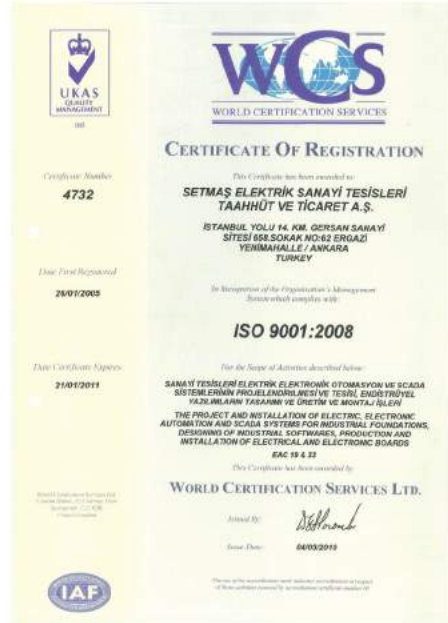 UKAS
QUALITY
MANAGEMENT
Certificate Number
4732
Date First Registered
26/01/2005
Date Certificate Expires
21/01/2011
IAF
WCS
WORLD CERTIFICATION SERVICES
CERTIFICATE OF REGISTRATION
This Certificate has been awarded to:
SETMAŞ ELEKTRİK SANAYİ TESİSLERİ
TAAHHÜT VE TİCARET A.Ş.
İSTANBUL YOLU 14. KM. GERSAN SANAYİ
SİTESİ 658.SOKAK NO:62 ERGAZİ
YENİMAHALLE / ANKARA
TURKEY
In Recognition of the Organization's Management
System which complies with:
ISO 9001:2008
For the Scope of Activities described below:
SANAYİ TESİSLERİ ELEKTRİK ELEKTRONİK OTOMASYON VE SCADA
SİSTEMLERİNİN PROJELENDİRİLMESİ VE TESİSİ, ENDÜSTRİYEL
YAZILIMLARIN TASARIMI VE ÜRETİM VE MONTAJ İŞLERİ
THE PROJECT AND INSTALLATION OF ELECTRIC, ELECTRONIC
AUTOMATION AND SCADA SYSTEMS FOR INDUSTRIAL FOUNDATIONS,
DESIGNING OF INDUSTRIAL SOFTWARES, PRODUCTION AND
INSTALLATION OF ELECTRICAL AND ELECTRONIC BOARDS
EAC 19 & 33
This Certificate has been awarded by
WORLD CERTIFICATION SERVICES LTD.
Issue Date:
04/03/2010